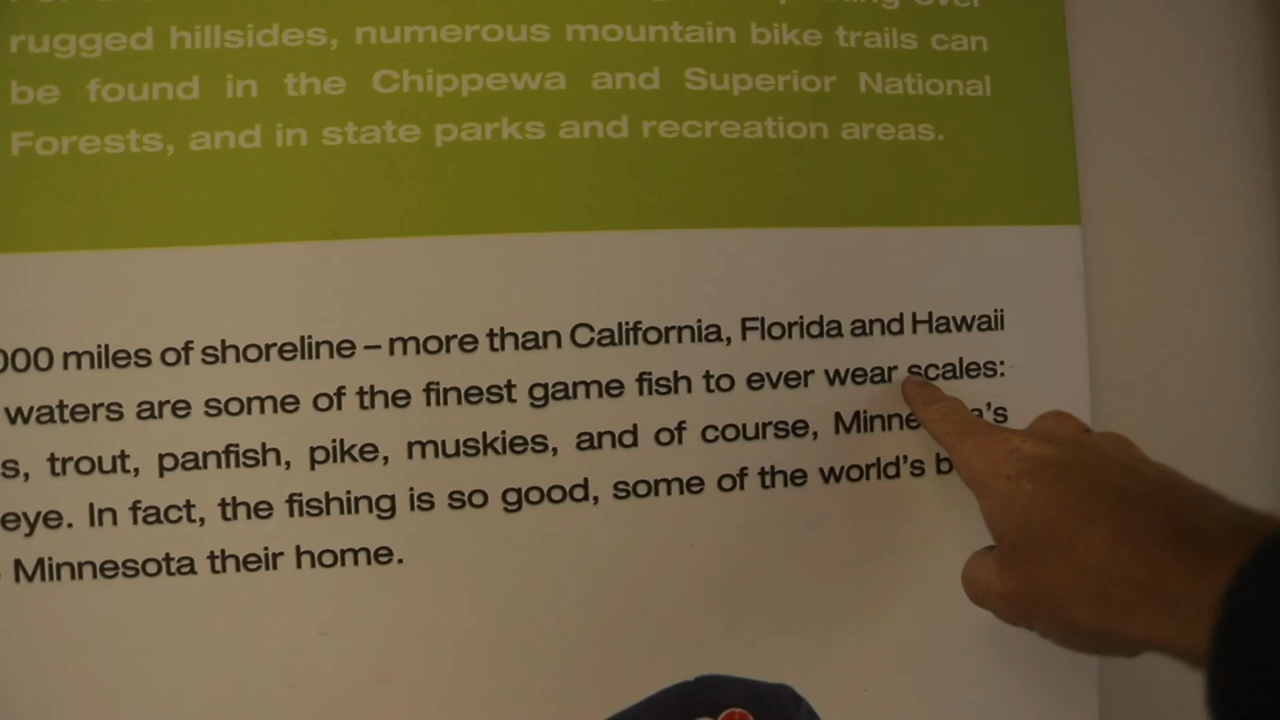 over
rugged hillsides, numerous mountain bike trails can
be found in the Chippewa and Superior National
Forests, and in state parks and recreation areas.
000 miles of shoreline – more than California, Florida and Hawaii
waters are some of the finest game fish to ever wear scales:
s, trout, panfish, pike, muskies, and of course,
eye. In fact, the fishing is so good, some of the world's
Minnesota their home.